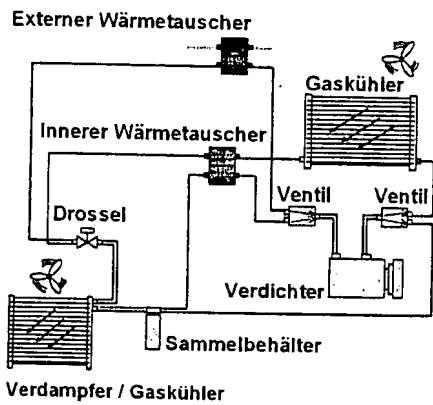 Externer Wärmetauscher
Gaskühler
Innerer Wärmetauscher
Ventil
Ventil
Drossel
Verdichter
Sammelbehälter
Verdampfer / Gaskühler